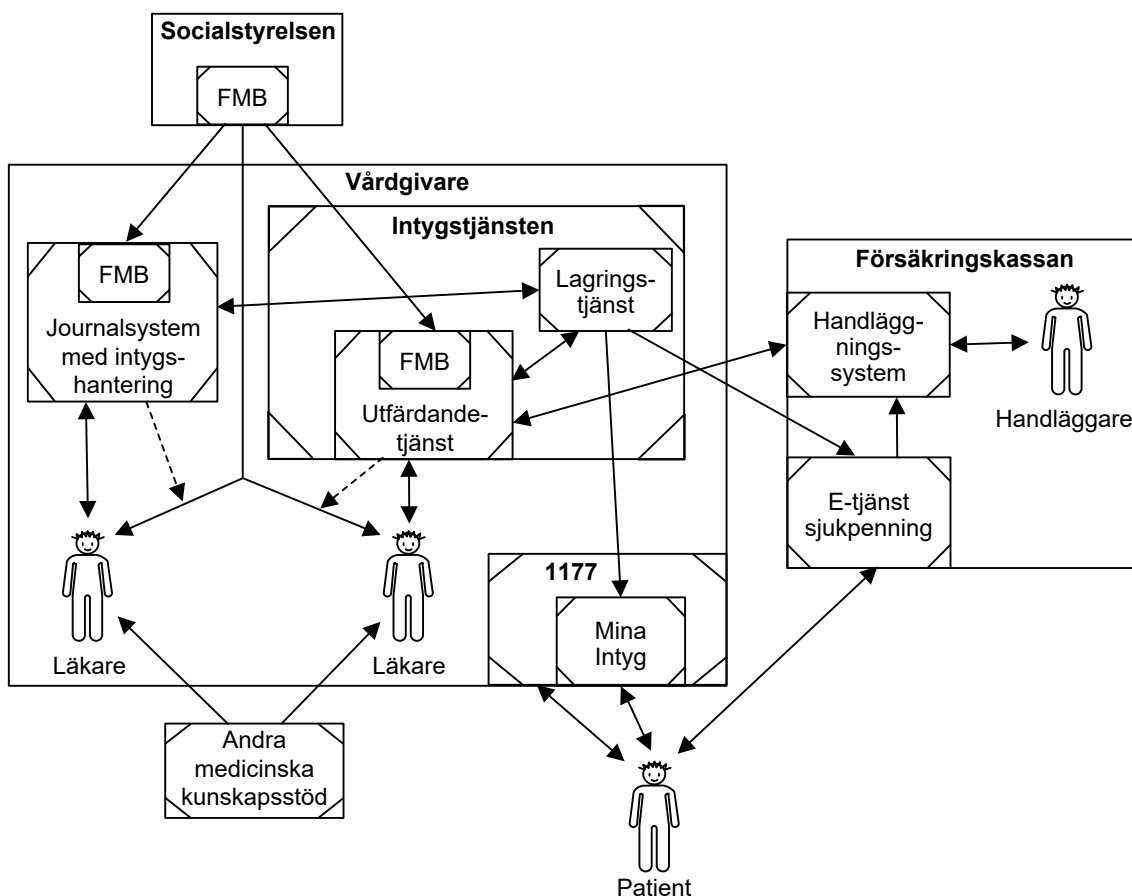 Socialstyrelsen
FMB
Vårdgivare
Intygstjänsten
FMB
Journalsystem
med intygs-
hantering
Lagrings-
tjänst
FMB
Utfärdande-
tjänst
Försäkringskassan
Handlägg-
nings-
system
Handläggare
E-tjänst
sjukpenning
Läkare
Läkare
1177
Mina
Intyg
Andra
medicinska
kunskapsstöd
Patient